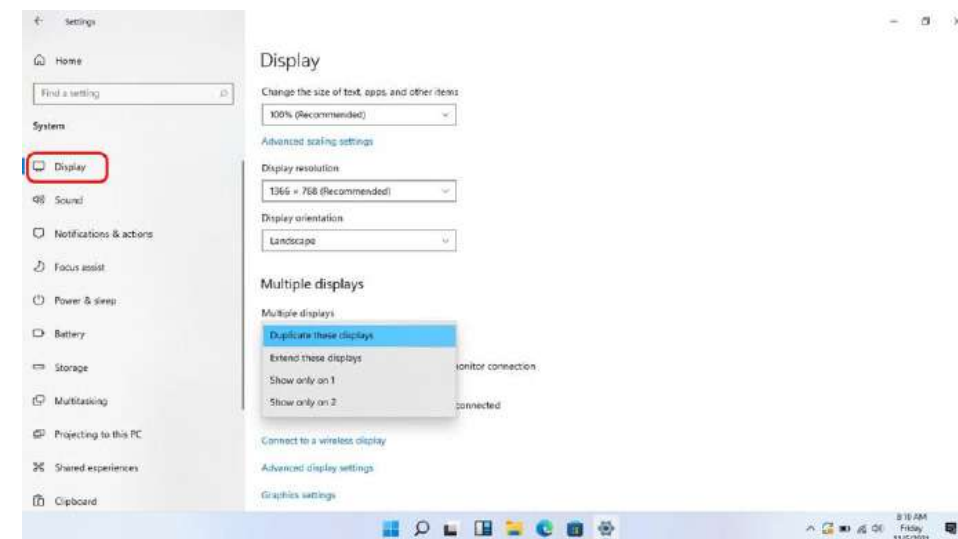 Settings
Home
Find a setting
System
Display
Sound
Notifications & actions
Focus assist
Power & sleep
Battery
Storage
Multitasking
Projecting to this PC
Shared experiences
Clipboard
Display
Change the size of text, apps, and other items
100% (Recommended)
Advanced scaling settings
Display resolution
1366 × 768 (Recommended)
Display orientation
Landscape
Multiple displays
Multiple displays
Duplicate these displays
Extend these displays
onitor connection
Show only on 1
Show only on 2
connected
Connect to a wireless display
Advanced display settings
Graphics settings
AM
Friday